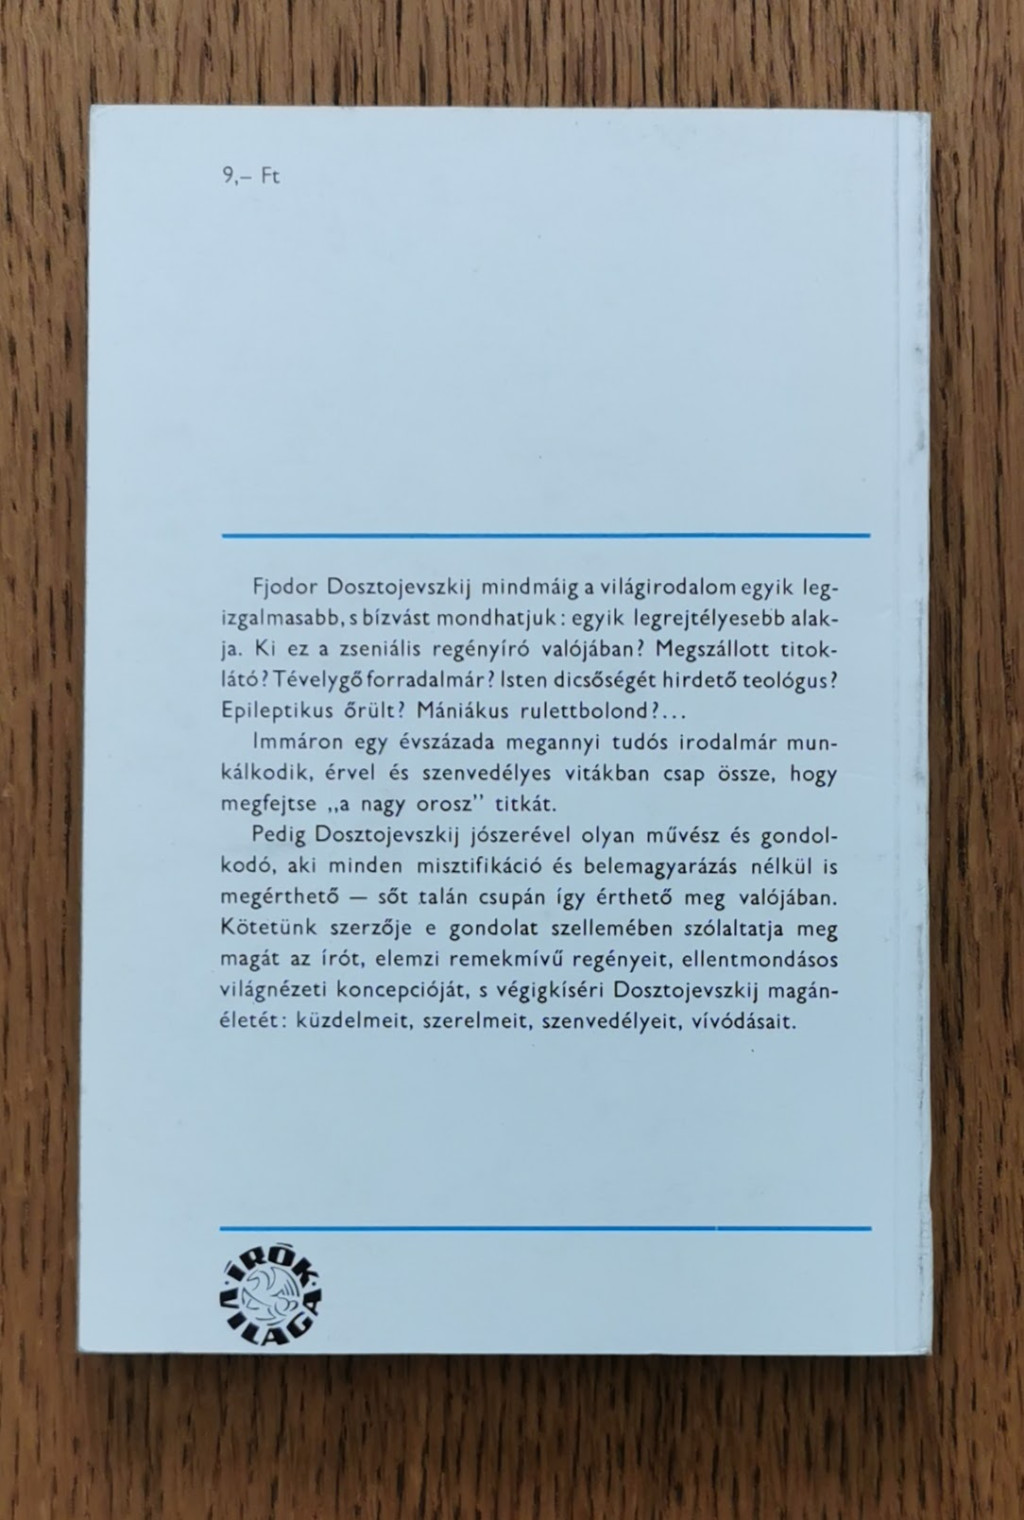 9,— Ft
Fjodor Dosztojevszkij mindmáig a világirodalom egyik leg-
izgalmasabb, s bízvást mondhatjuk : egyik legrejtélyesebb alak-
ja. Ki ez a zseniális regényíró valójában? Megszállott titok-
látó? Tévelygő forradalmár? Isten dicsőségét hirdető teológus?
Epileptikus őrült? Mániákus rulettbolond?...
Immáron egy évszázada megannyi tudós irodalmár mun-
kálkodik, érvel és szenvedélyes vitákban csap össze, hogy
megfejtse „a nagy orosz” titkát.
Pedig Dosztojevszkij jószerével olyan művész és gondol-
kodó, aki minden misztifikáció és belemagyarázás nélkül is
megérthető — sőt talán csupán így érthető meg valójában.
Kötetünk szerzője e gondolat szellemében szólaltatja meg
magát az írót, elemzi remekmívű regényeit, ellentmondásos
világnézeti koncepcióját, s végigkíséri Dosztojevszkij magán-
életét: küzdelmeit, szerelmeit, szenvedélyeit, vívódásait.
ÍRÓK
VILÁGA